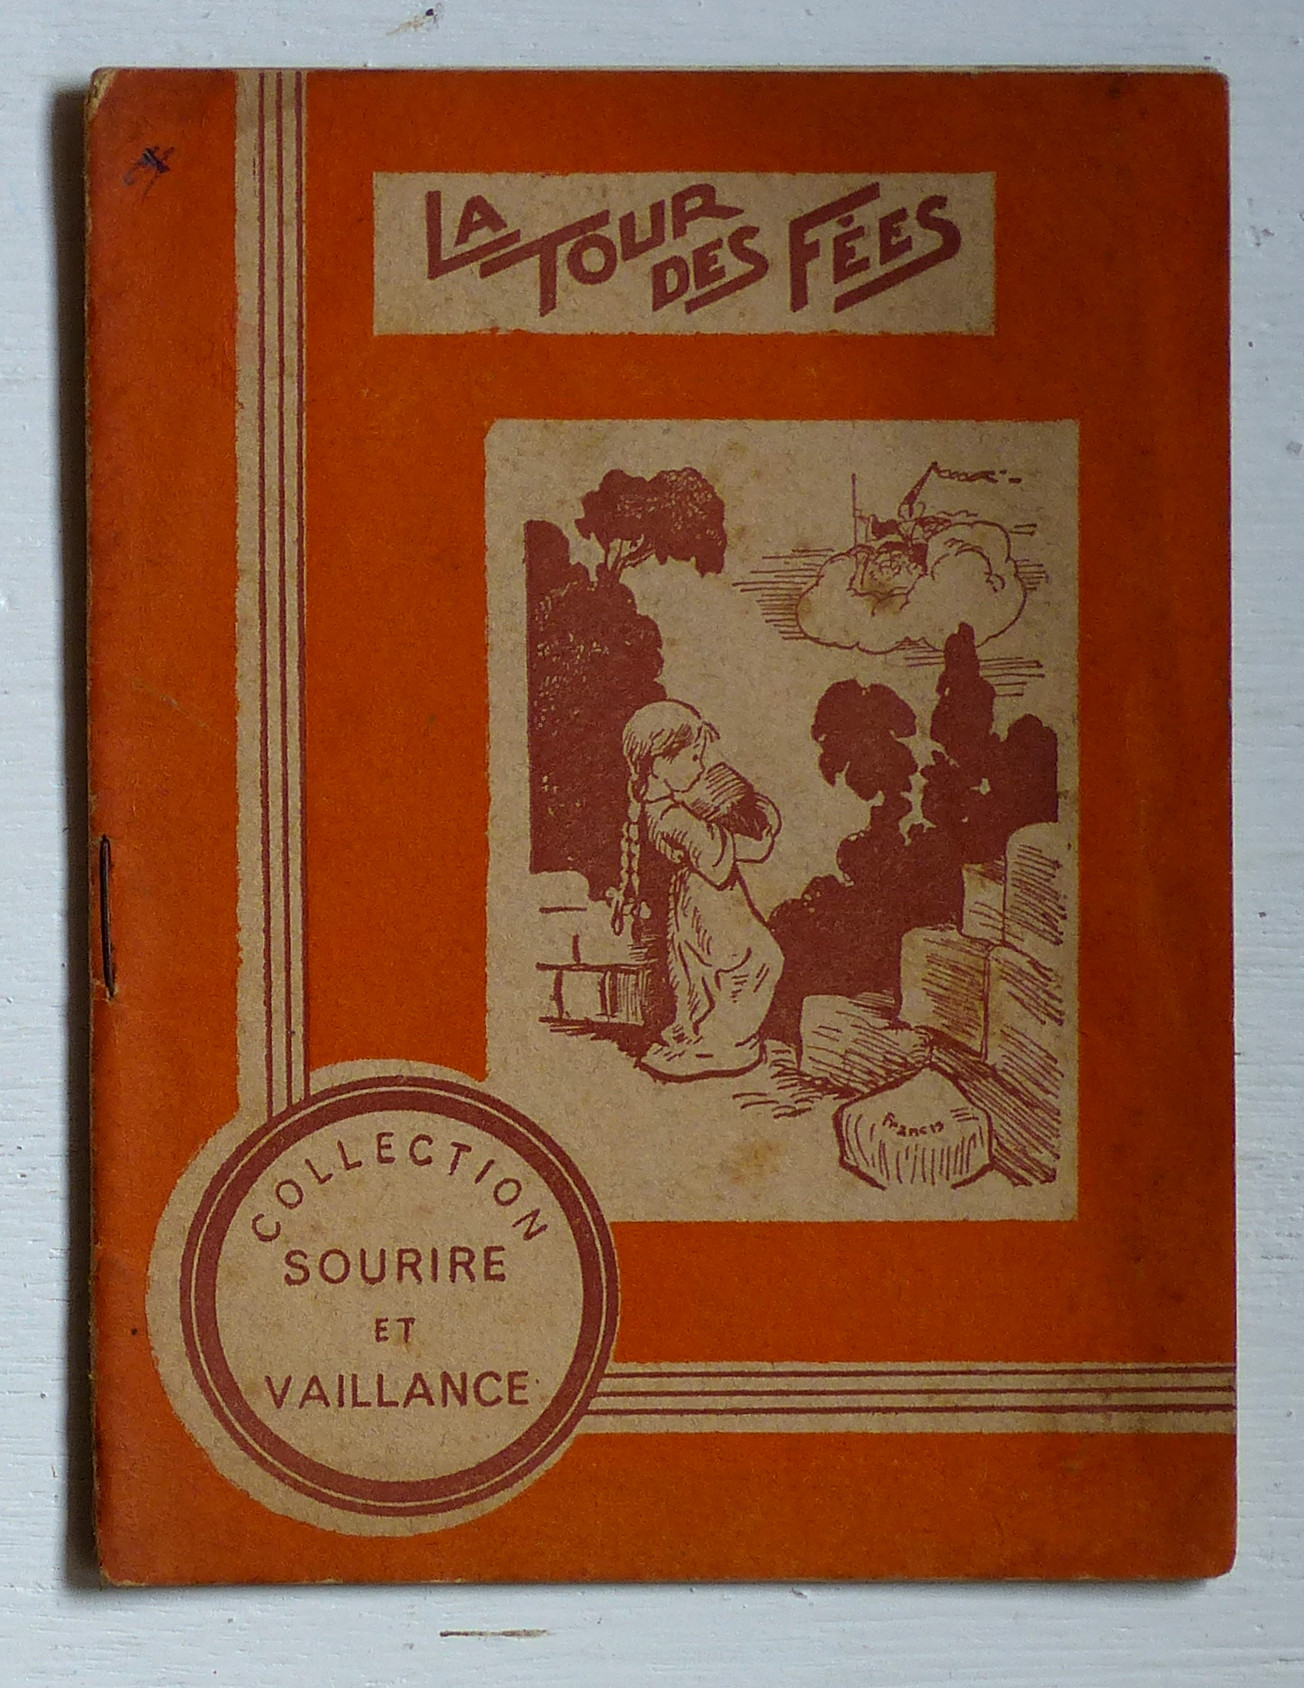 LA TOUR
DES FÉES
Francis
COLLECTION
SOURIRE
ET
VAILLANCE